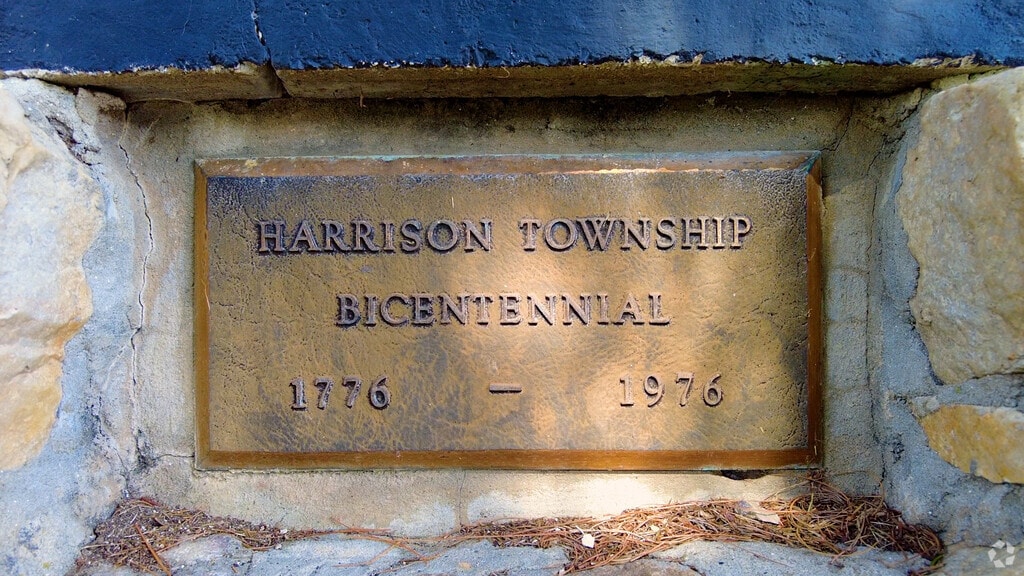 HARRISON TOWNSHIP
BICENTENNIAL
1776 — 1976